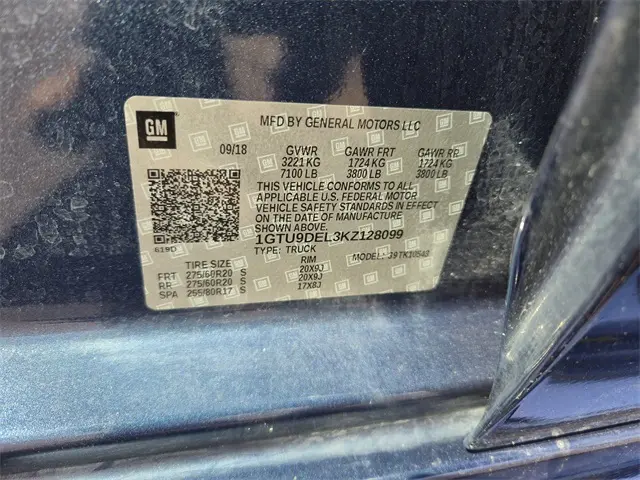 GM
MFD BY GENERAL MOTORS LLC
09/18 GVWR GAWR FRT GAWR RR
3221 KG 1724 KG 1724 KG
7100 LB 3800 LB 3800 LB
THIS VEHICLE CONFORMS TO ALL
APPLICABLE U.S. FEDERAL MOTOR
VEHICLE SAFETY STANDARDS IN EFFECT
ON THE DATE OF MANUFACTURE
SHOWN ABOVE.
1GTU9DEL3KZ128099
TYPE: TRUCK MODEL:
619D
TIRE SIZE RIM
FRT 275/60R20 S 20X9J
RR 275/60R20 S 20X9J
SPA 255/80R17 S 17X8J